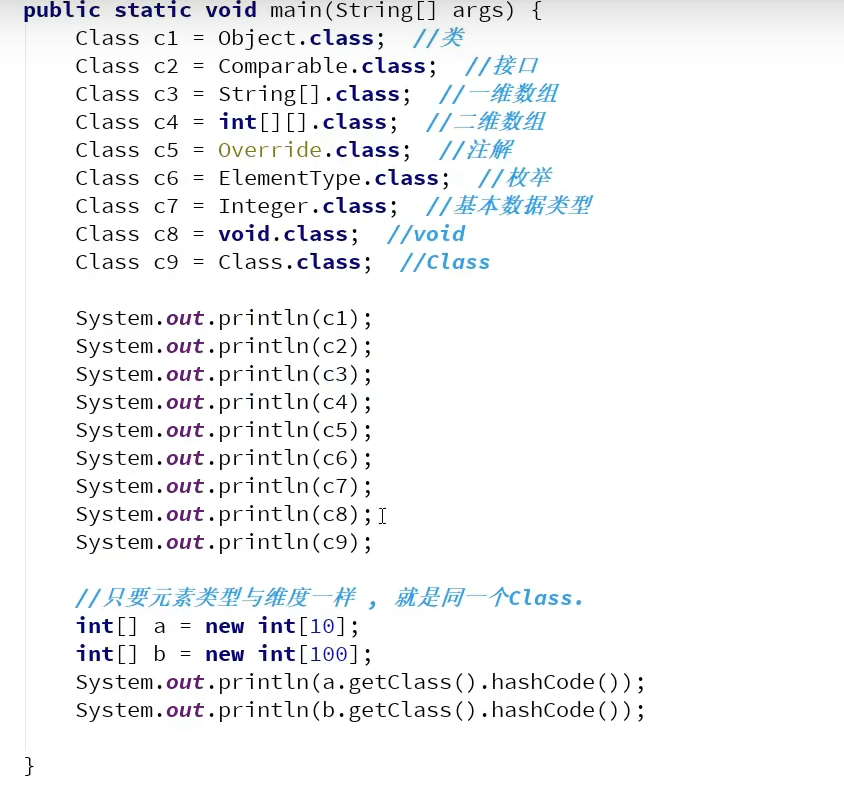 public static void main(String[] args) {
Class c1 = Object.class;  //类
Class c2 = Comparable.class;  //接口
Class c3 = String[].class;  //一维数组
Class c4 = int[][].class;  //二维数组
Class c5 = Override.class;  //注解
Class c6 = ElementType.class;  //枚举
Class c7 = Integer.class;  //基本数据类型
Class c8 = void.class;  //void
Class c9 = Class.class;  //Class
System.out.println(c1);
System.out.println(c2);
System.out.println(c3);
System.out.println(c4);
System.out.println(c5);
System.out.println(c6);
System.out.println(c7);
System.out.println(c8);
System.out.println(c9);
//只要元素类型与维度一样 , 就是同一个Class.
int[] a = new int[10];
int[] b = new int[100];
System.out.println(a.getClass().hashCode());
System.out.println(b.getClass().hashCode());
}